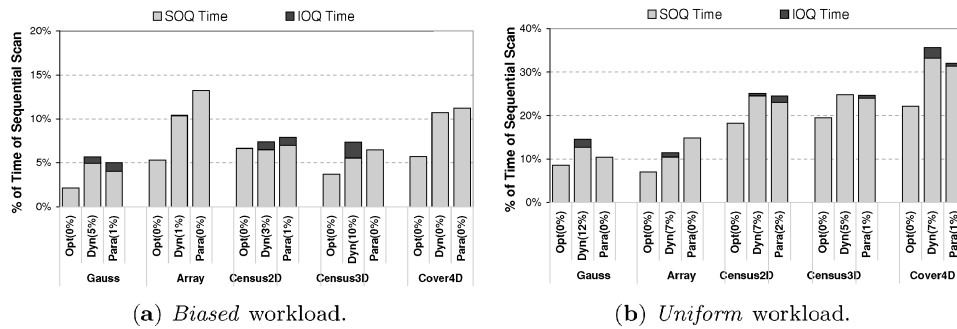 SOQ Time IOQ Time
% of Time of Sequential Scan
20%
15%
10%
5%
0%
Opt(0%) Dyn(5%) Para(1%) Opt(0%) Dyn(1%) Para(0%) Opt(0%) Dyn(3%) Para(1%) Opt(0%) Dyn(10%) Para(0%) Opt(0%) Dyn(0%) Para(0%)
Gauss Array Census2D Census3D Cover4D
(a) Biased workload.
SOQ Time IOQ Time
% of Time of Sequential Scan
40%
30%
20%
10%
0%
Opt(0%) Dyn(12%) Para(0%) Opt(0%) Dyn(7%) Para(0%) Opt(0%) Dyn(7%) Para(2%) Opt(0%) Dyn(5%) Para(1%) Opt(0%) Dyn(7%) Para(1%)
Gauss Array Census2D Census3D Cover4D
(b) Uniform workload.